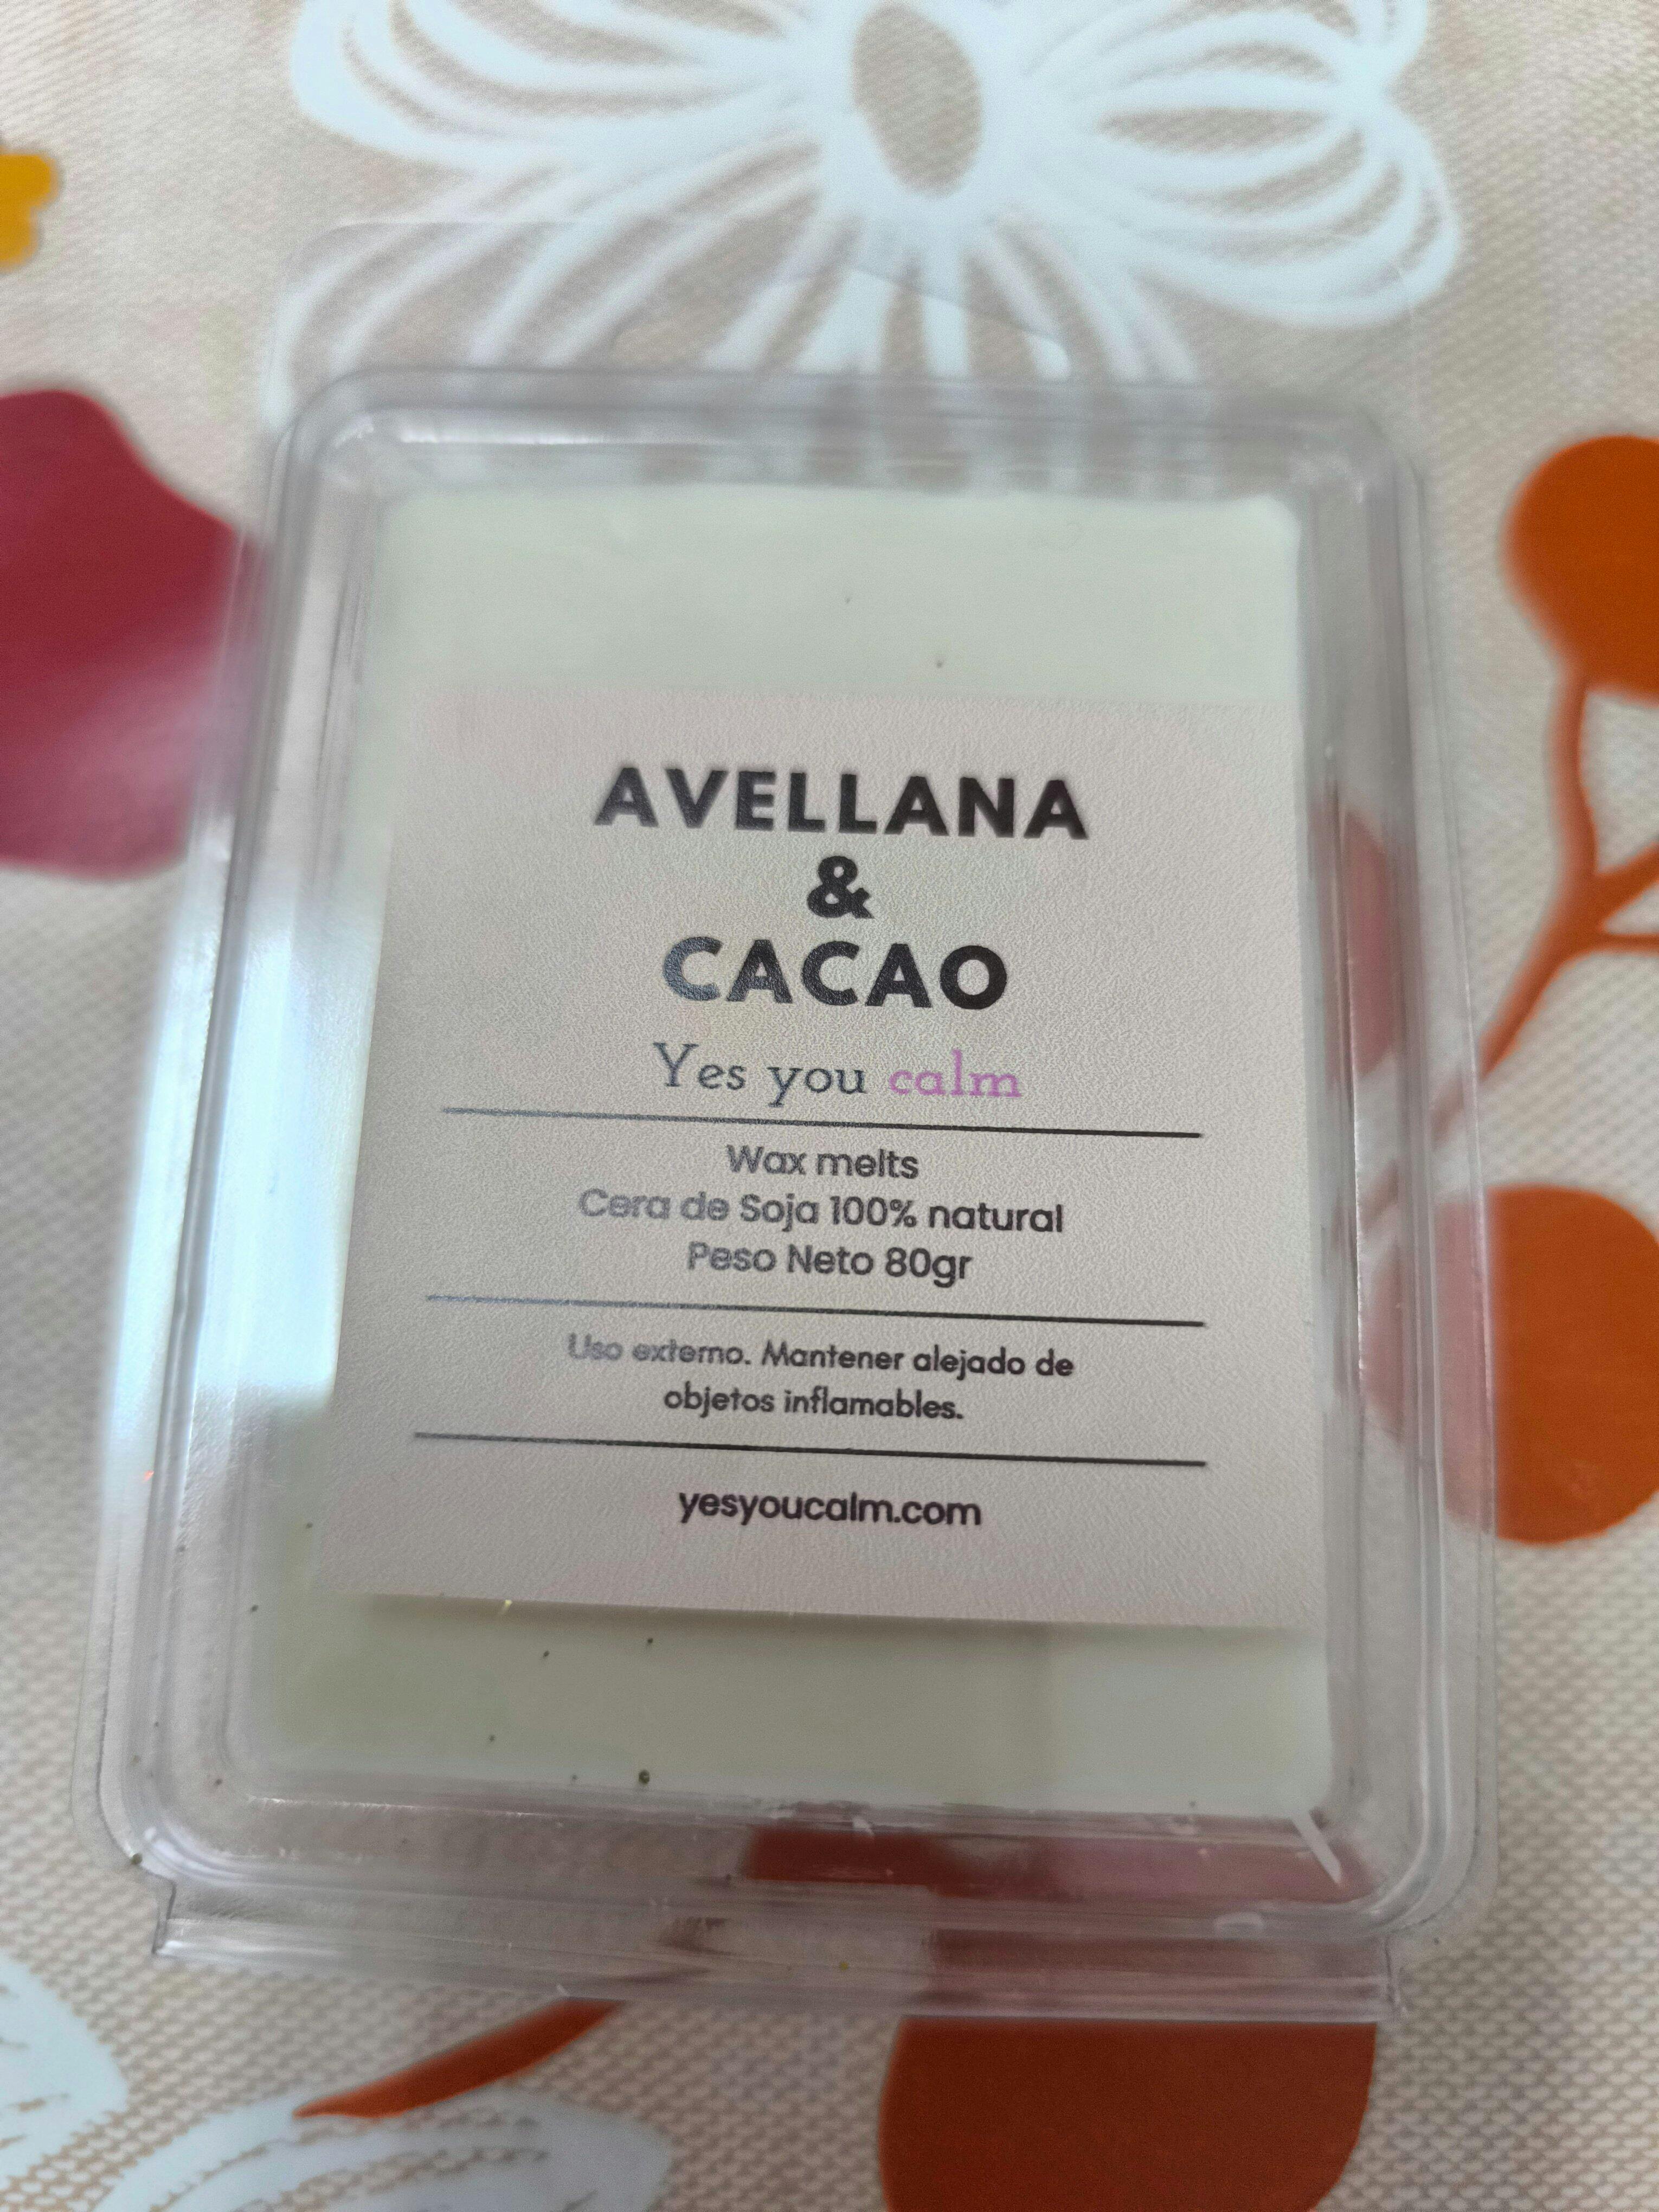 AVELLANA
&
CACAO
Yes you calm
Wax melts
Cera de Soja 100% natural
Peso Neto 80gr
Uso externo. Mantener alejado de
objetos inflamables.
yesyoucalm.com